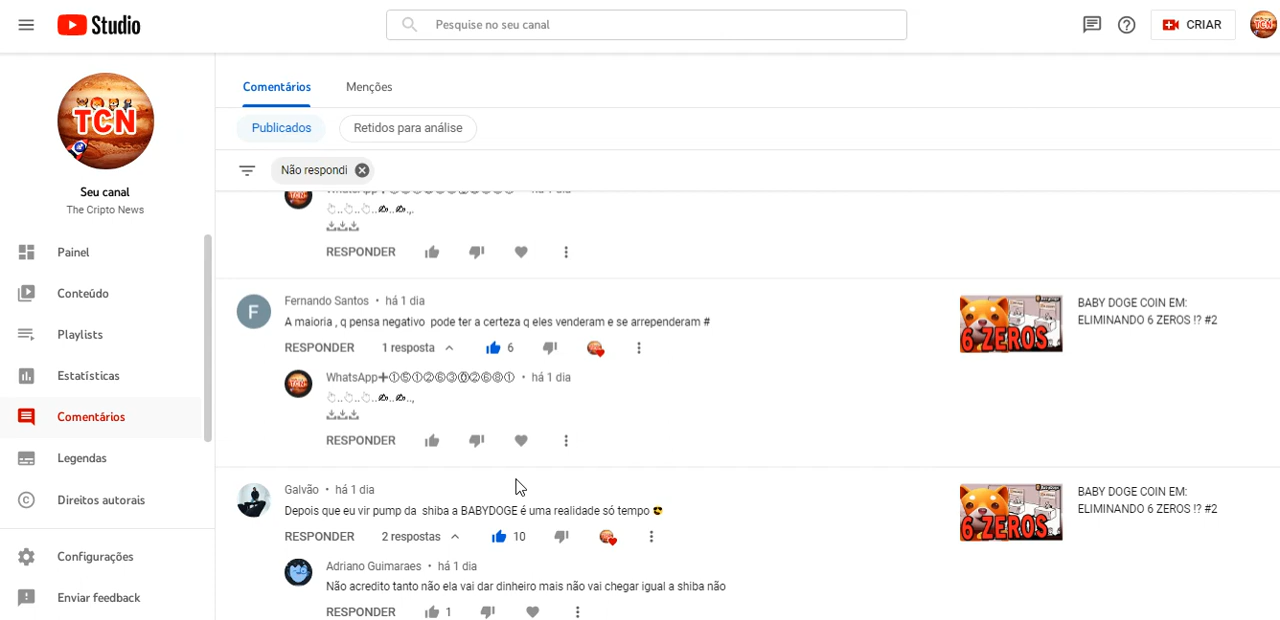 Studio
Pesquise no seu canal
CRIAR
TCN
Seu canal
The Cripto News
Painel
Conteúdo
Playlists
Estatísticas
Comentários
Legendas
Direitos autorais
Configurações
Enviar feedback
Comentários
Menções
Publicados
Retidos para análise
Não respondi
RESPONDER
F
Fernando Santos • há 1 dia
A maioria , q pensa negativo pode ter a certeza q eles venderam e se arrependeram #
RESPONDER 1 resposta 6
WhatsApp➕①⑤①②⑥③⓪②⑥⑧① • há 1 dia
👆🏻..👆🏻..👆🏻..✍..✍..,
📥📥📥
RESPONDER
6 ZEROS
BABY DOGE COIN EM:
ELIMINANDO 6 ZEROS !? #2
Galvão • há 1 dia
Depois que eu vir pump da shiba a BABYDOGE é uma realidade só tempo 😎
RESPONDER 2 respostas 10
6 ZEROS
BABY DOGE COIN EM:
ELIMINANDO 6 ZEROS !? #2
Adriano Guimaraes • há 1 dia
Não acredito tanto não ela vai dar dinheiro mais não vai chegar igual a shiba não
RESPONDER 1